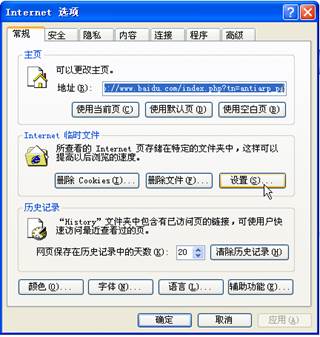 Internet 选项
常规 安全 隐私 内容 连接 程序 高级
主页
可以更改主页。
地址(R): ://www.baidu.com/index.php?tn=antiarp_pg
使用当前页(C) 使用默认页(D) 使用空白页(B)
Internet 临时文件
所查看的 Internet 页存储在特定的文件夹中，这样可以
提高以后浏览的速度。
删除 Cookies(I)... 删除文件(F)... 设置(S)...
历史记录
“History”文件夹中包含有已访问页的链接，可使用户快
速访问最近查看过的页。
网页保存在历史记录中的天数(K): 20 清除历史记录(H)
颜色(O)... 字体(N)... 语言(L)... 辅助功能(E)...
确定 取消 应用(A)